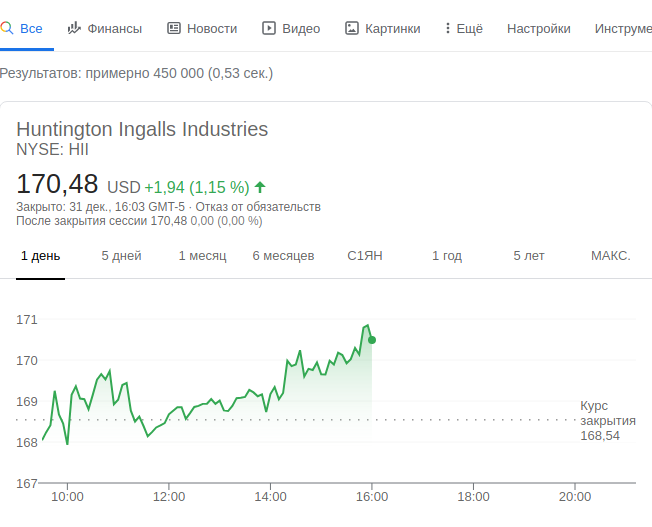 Все Финансы Новости Видео Картинки Ещё Настройки Инструме
Результатов: примерно 450 000 (0,53 сек.)
Huntington Ingalls Industries
NYSE: HII
170,48 USD +1,94 (1,15 %)
Закрыто: 31 дек., 16:03 GMT-5 · Отказ от обязательств
После закрытия сессии 170,48 0,00 (0,00 %)
1 день 5 дней 1 месяц 6 месяцев С1ЯН 1 год 5 лет МАКС.
171
170
169
168
167
Курс
закрытия
168,54
10:00 12:00 14:00 16:00 18:00 20:00